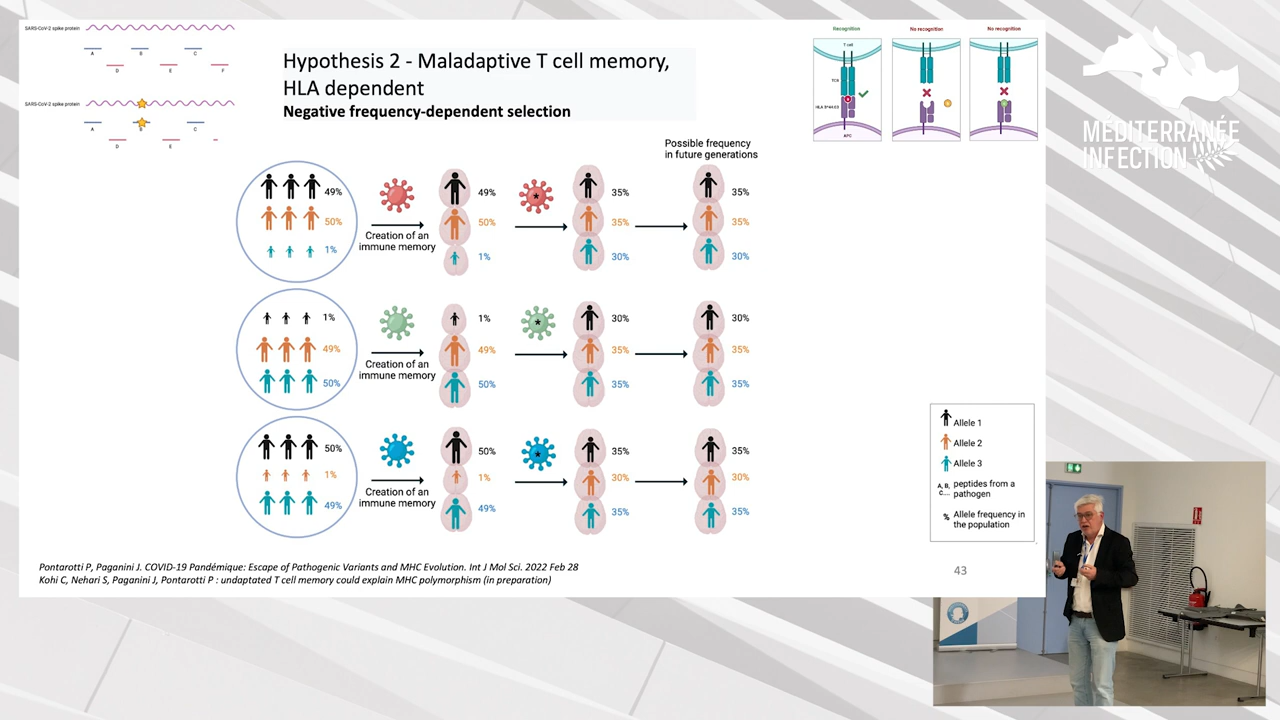 SARS-CoV-2 spike protein
A B C
D E F
SARS-CoV-2 spike protein
A B C
D E
Hypothesis 2 - Maladaptive T cell memory,
HLA dependent
Negative frequency-dependent selection
Recognition
No recognition
No recognition
T cell
TCR
HLA B*44:03
APC
MÉDITERRANÉE
INFECTION
Possible frequency
in future generations
49%
50%
1%
Creation of an
immune memory
49%
50%
1%
35%
35%
30%
35%
35%
30%
1%
49%
50%
Creation of an
immune memory
1%
49%
50%
30%
35%
35%
30%
35%
35%
50%
1%
49%
Creation of an
immune memory
50%
1%
49%
35%
30%
35%
35%
30%
35%
Allele 1
Allele 2
Allele 3
A, B,
C.... peptides from a
pathogen
% Allele frequency in
the population
Pontarotti P, Paganini J. COVID-19 Pandémique: Escape of Pathogenic Variants and MHC Evolution. Int J Mol Sci. 2022 Feb 28
Kohi C, Nehari S, Paganini J, Pontarotti P : undaptated T cell memory could explain MHC polymorphism (in preparation)
43